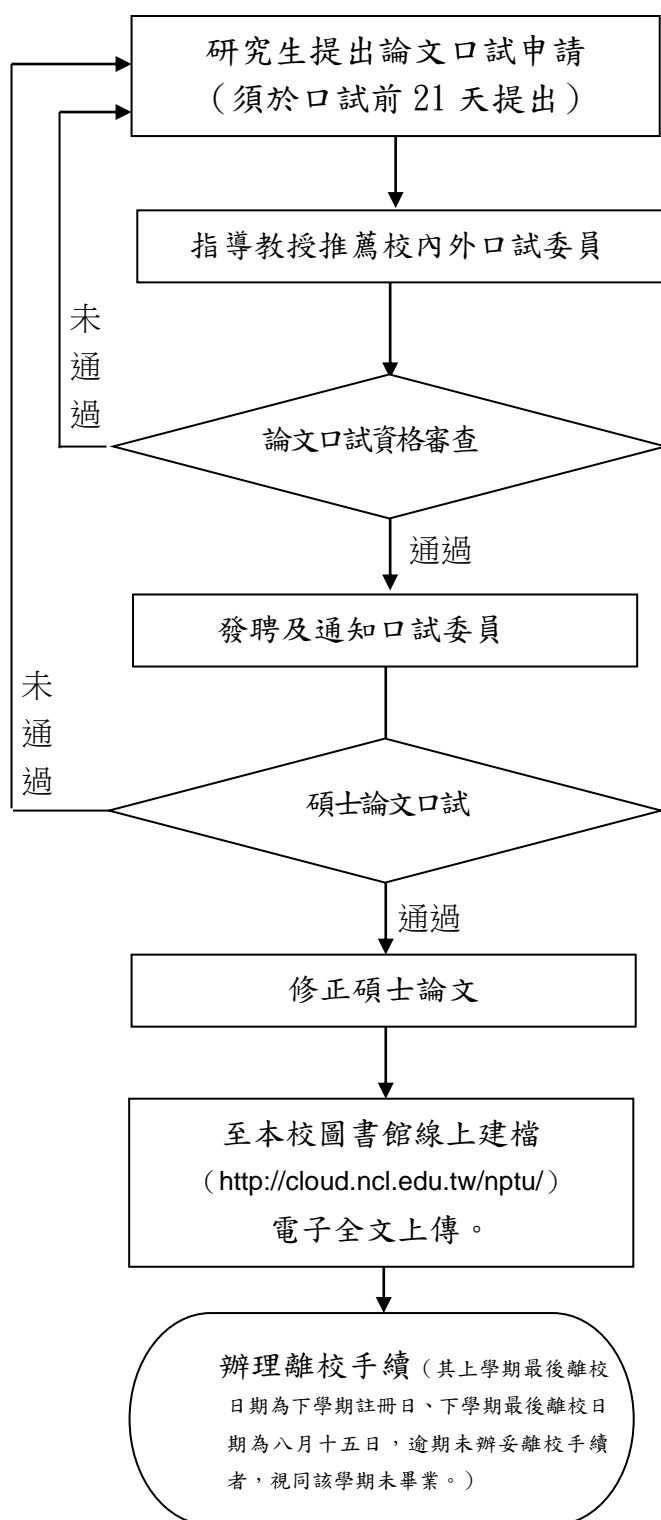 研究生提出論文口試申請
（須於口試前 21 天提出）
指導教授推薦校內外口試委員
未
通
過
論文口試資格審查
通過
發聘及通知口試委員
未
通
過
碩士論文口試
通過
修正碩士論文
至本校圖書館線上建檔
（http://cloud.ncl.edu.tw/nptu/）
電子全文上傳。
辦理離校手續（其上學期最後離校
日期為下學期註冊日、下學期最後離校日
期為八月十五日，逾期未辦妥離校手續
者，視同該學期未畢業。）